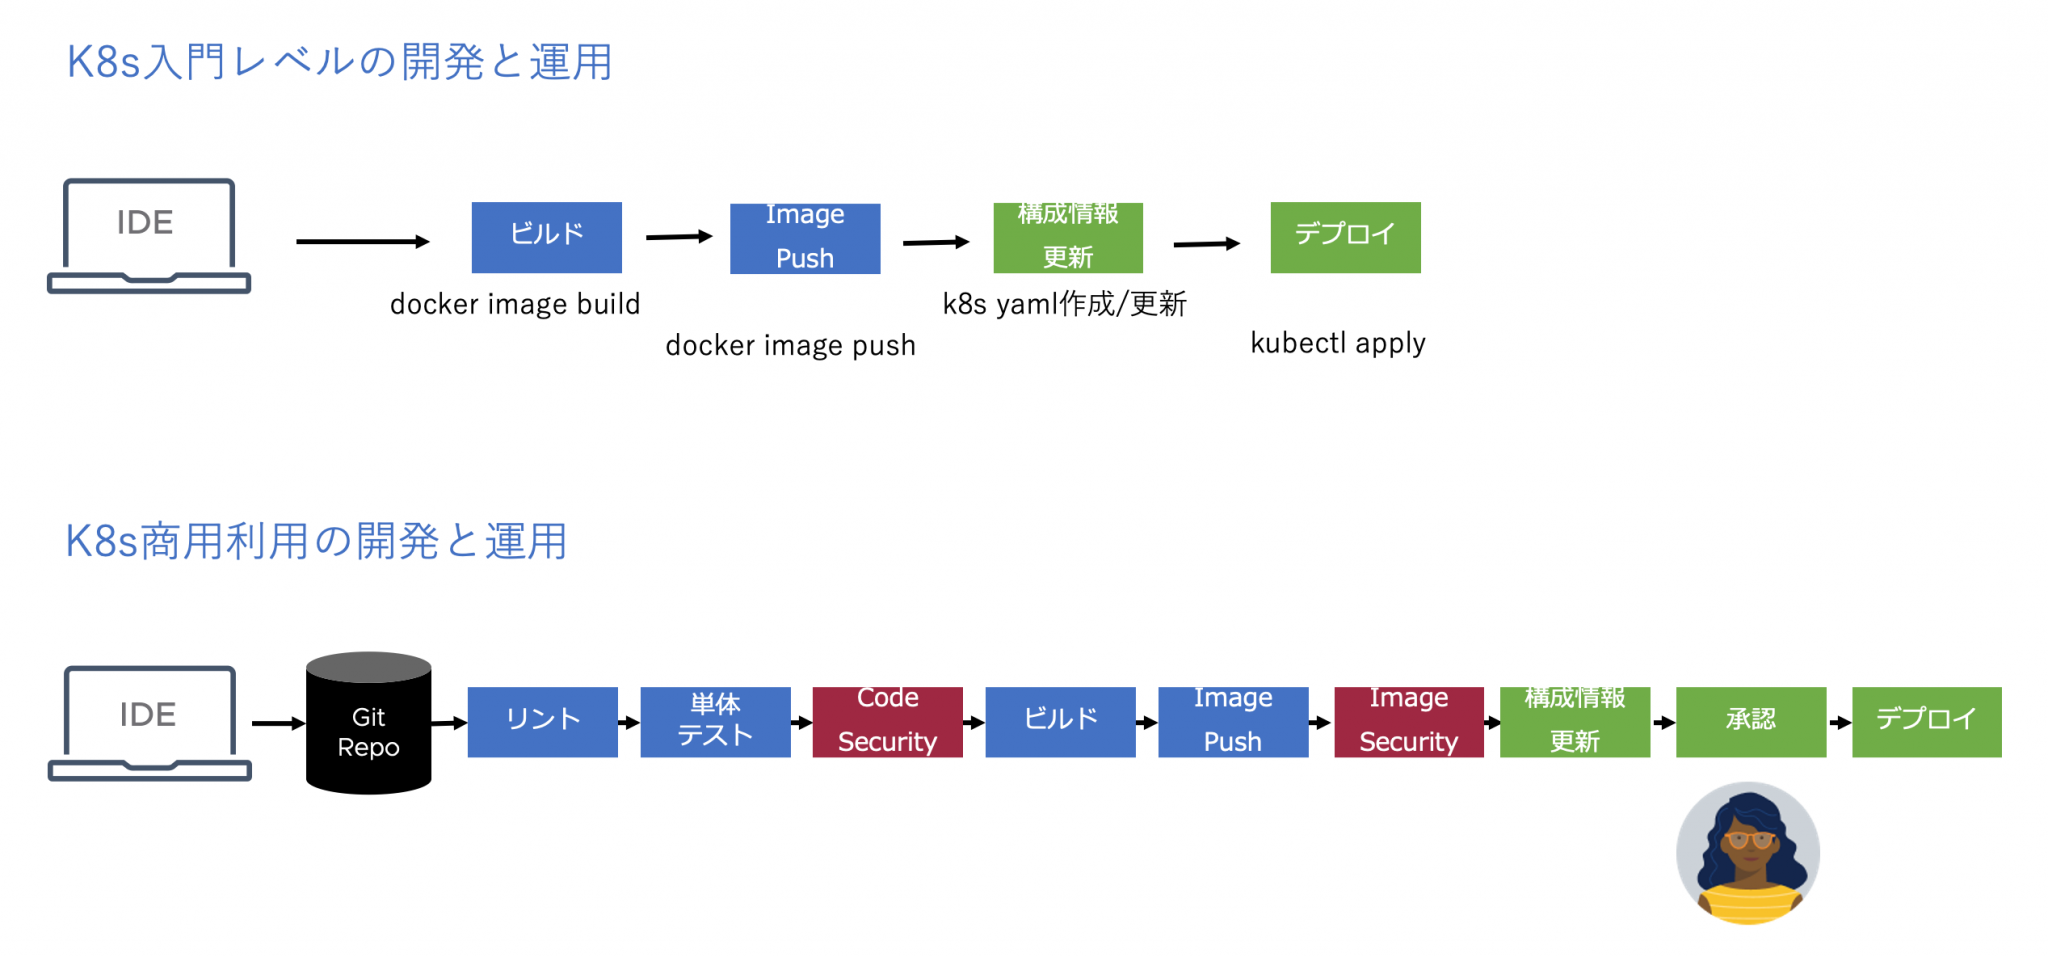 K8s入門レベルの開発と運用
IDE
ビルド
Image
Push
構成情報
更新
デプロイ
docker image build
docker image push
k8s yaml作成/更新
kubectl apply
K8s商用利用の開発と運用
IDE
Git
Repo
リント
単体
テスト
Code
Security
ビルド
Image
Push
Image
Security
構成情報
更新
承認
デプロイ